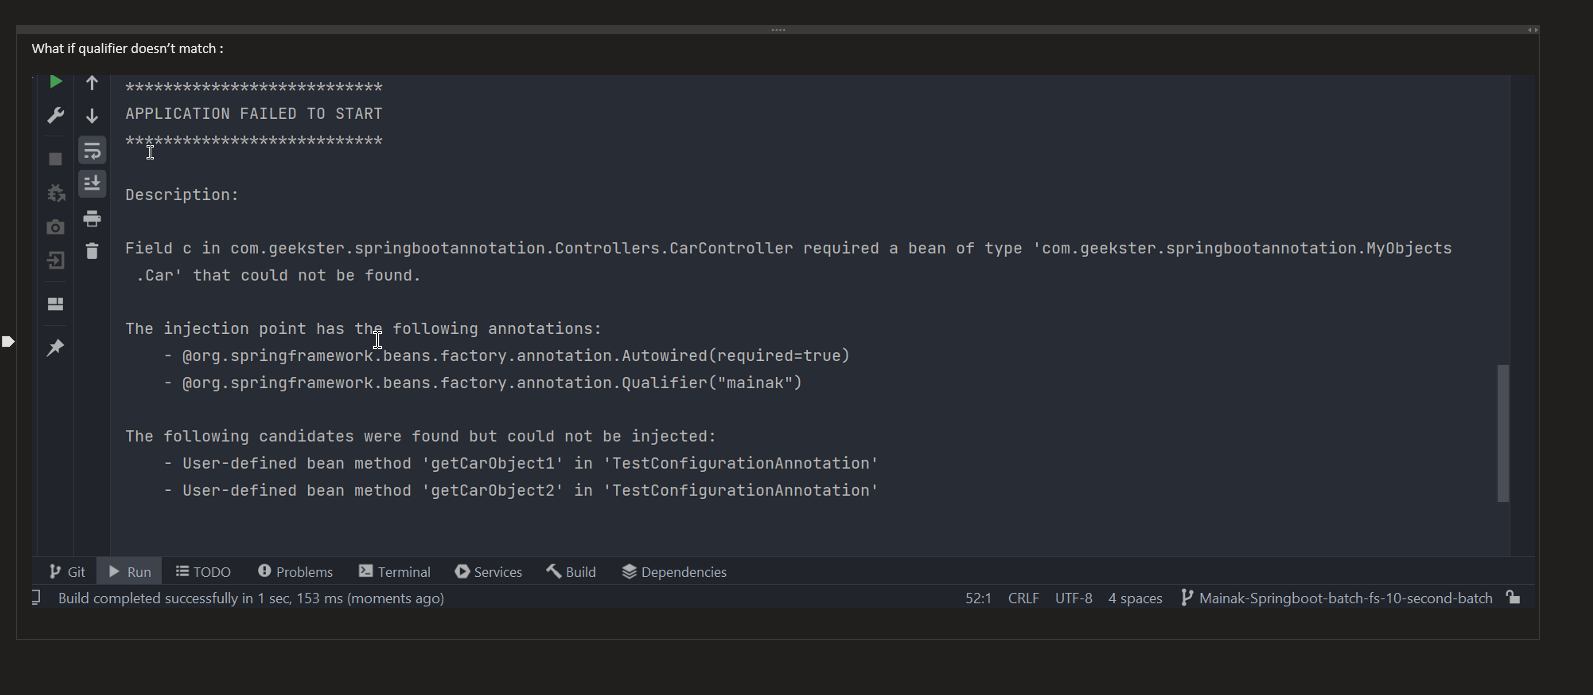 What if qualifier doesn’t match :
***************************
APPLICATION FAILED TO START
***************************
Description:
Field c in com.geekster.springbootannotation.Controllers.CarController required a bean of type 'com.geekster.springbootannotation.MyObjects
.Car' that could not be found.
The injection point has the following annotations:
- @org.springframework.beans.factory.annotation.Autowired(required=true)
- @org.springframework.beans.factory.annotation.Qualifier("mainak")
The following candidates were found but could not be injected:
- User-defined bean method 'getCarObject1' in 'TestConfigurationAnnotation'
- User-defined bean method 'getCarObject2' in 'TestConfigurationAnnotation'
Git Run TODO Problems Terminal Services Build Dependencies
Build completed successfully in 1 sec, 153 ms (moments ago) 52:1 CRLF UTF-8 4 spaces Mainak-Springboot-batch-fs-10-second-batch